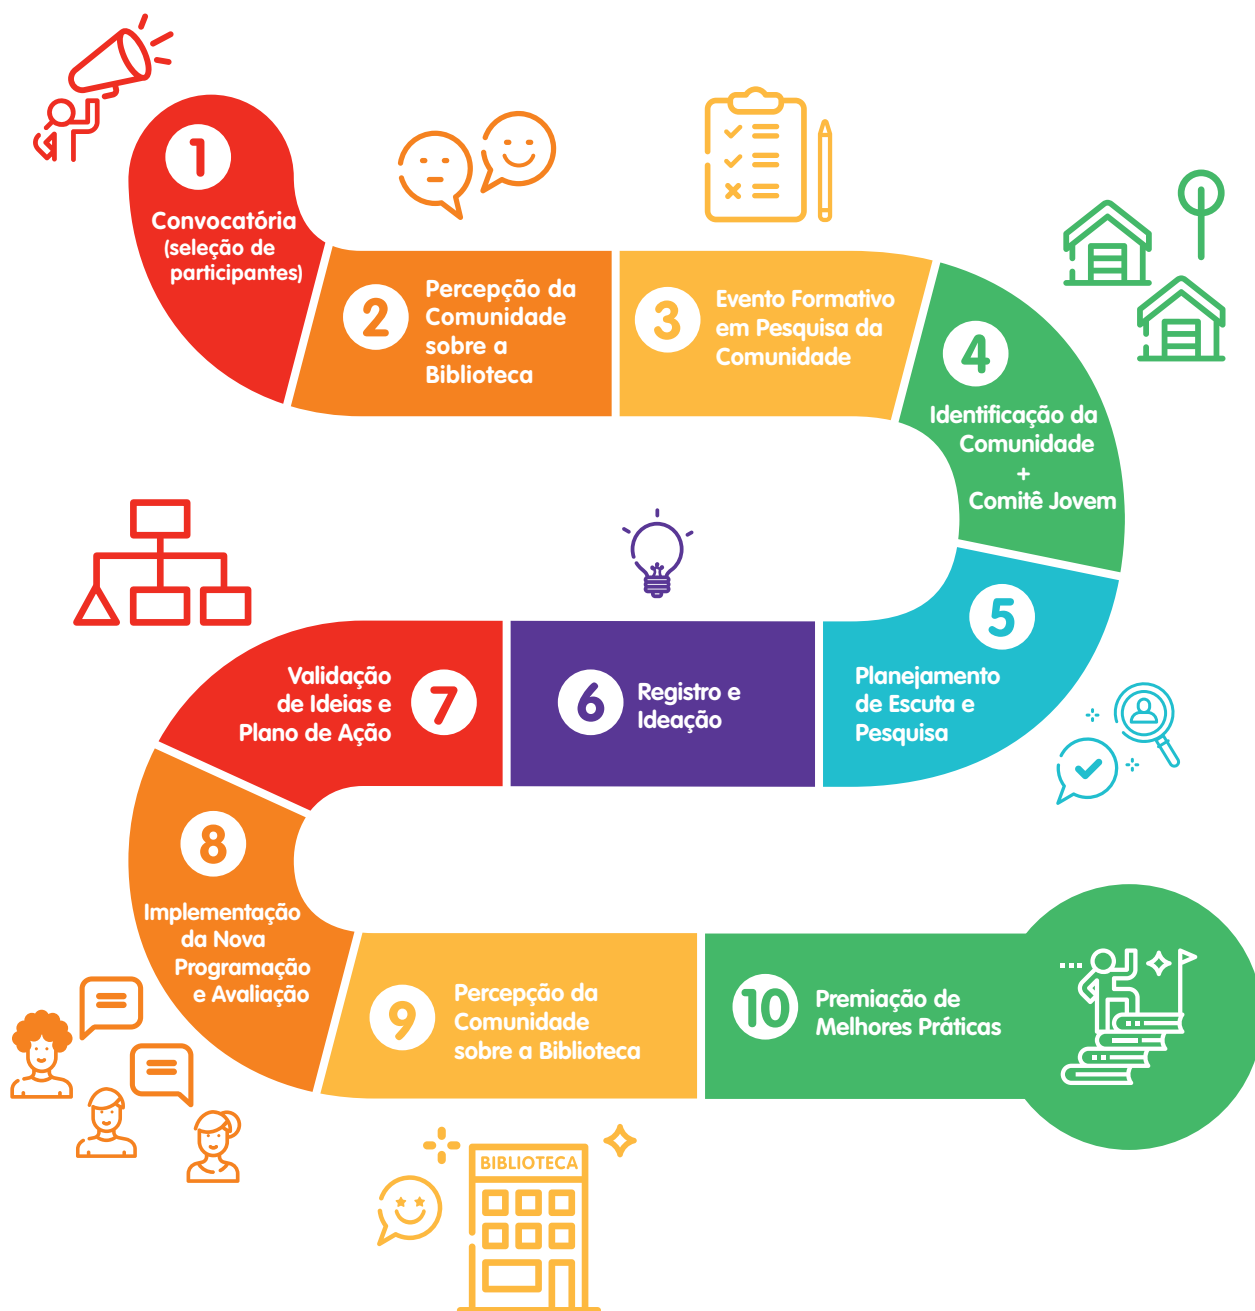 1
Convocatória
(seleção de
participantes)
2
Percepção da
Comunidade
sobre a
Biblioteca
3
Evento Formativo
em Pesquisa da
Comunidade
4
Identificação da
Comunidade
+
Comitê Jovem
5
Planejamento
de Escuta e
Pesquisa
6
Registro e
Ideação
7
Validação
de Ideias e
Plano de Ação
8
Implementação
da Nova
Programação
e Avaliação
9
Percepção da
Comunidade
sobre a Biblioteca
10
Premiação de
Melhores Práticas
BIBLIOTECA